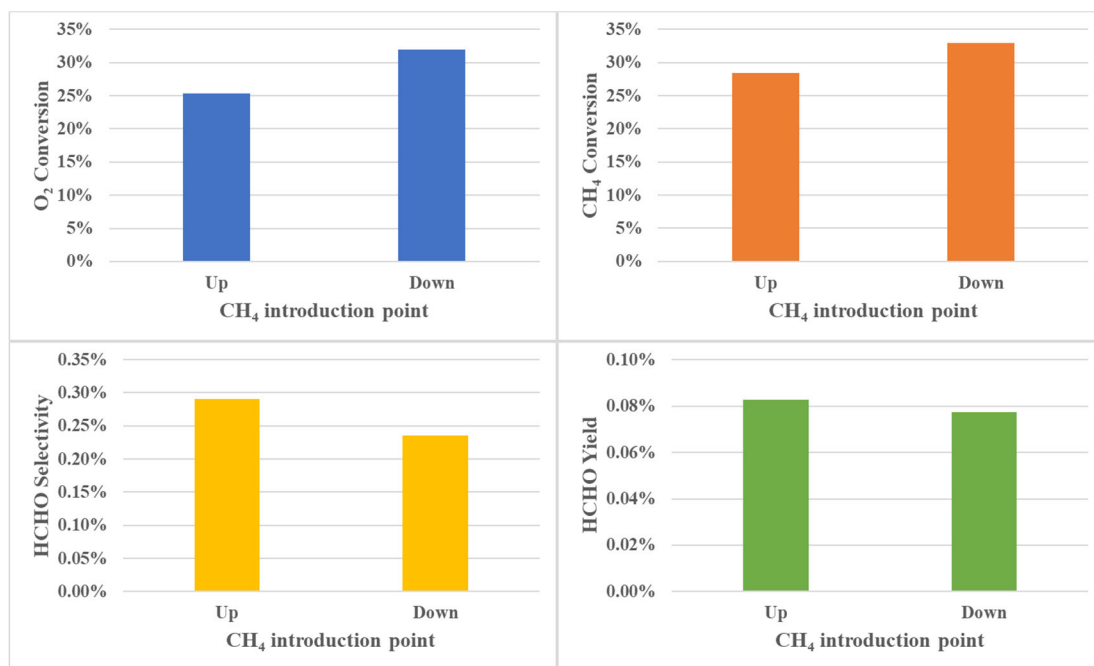 O₂ Conversion
35%
30%
25%
20%
15%
10%
5%
0%
Up Down
CH₄ introduction point
CH₄ Conversion
35%
30%
25%
20%
15%
10%
5%
0%
Up Down
CH₄ introduction point
HCHO Selectivity
0.35%
0.30%
0.25%
0.20%
0.15%
0.10%
0.05%
0.00%
Up Down
CH₄ introduction point
HCHO Yield
0.10%
0.08%
0.06%
0.04%
0.02%
0.00%
Up Down
CH₄ introduction point